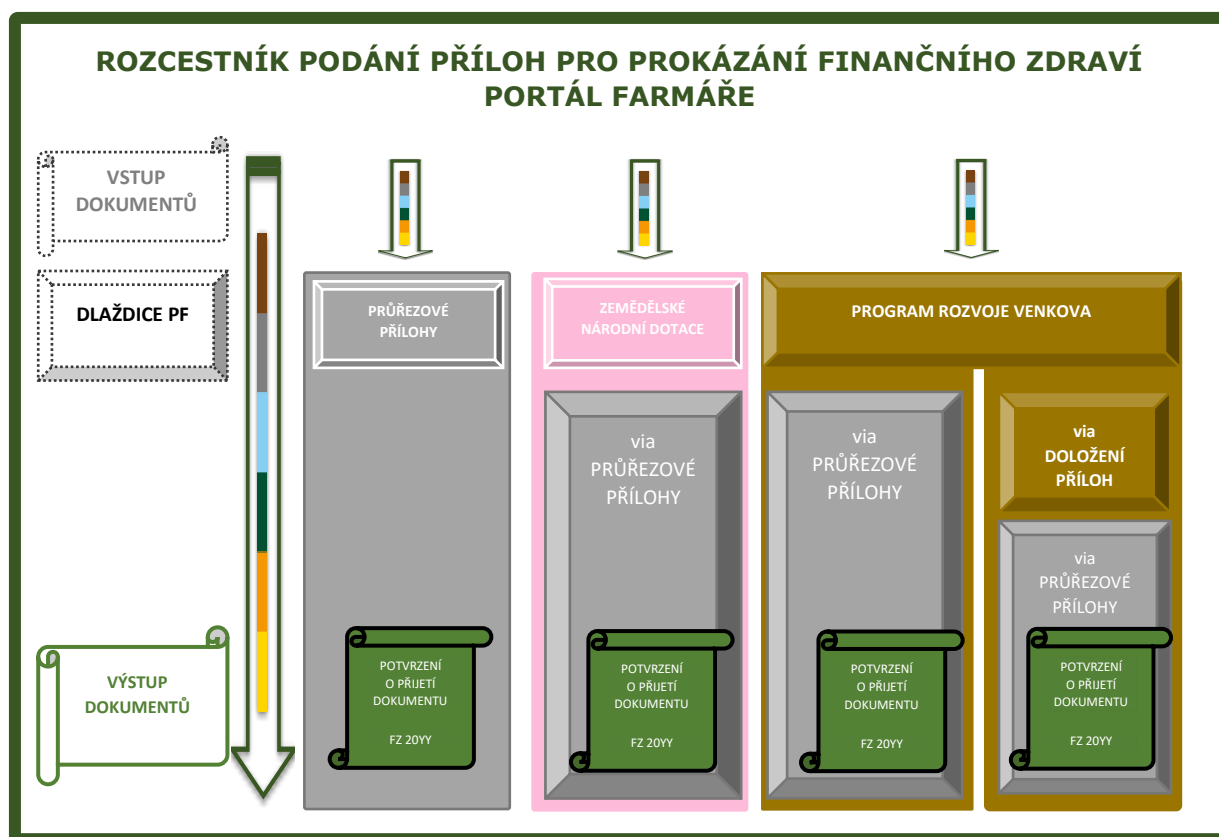 ROZCESTNÍK PODÁNÍ PŘÍLOH PRO PROKÁZÁNÍ FINANČNÍHO ZDRAVÍ
PORTÁL FARMÁŘE
VSTUP
DOKUMENTŮ
DLAŽDICE PF
VÝSTUP
DOKUMENTŮ
PRŮŘEZOVÉ
PŘÍLOHY
POTVRZENÍ
O PŘIJETÍ
DOKUMENTU
FZ 20YY
ZEMĚDĚLSKÉ
NÁRODNÍ DOTACE
via
PRŮŘEZOVÉ
PŘÍLOHY
POTVRZENÍ
O PŘIJETÍ
DOKUMENTU
FZ 20YY
PROGRAM ROZVOJE VENKOVA
via
PRŮŘEZOVÉ
PŘÍLOHY
POTVRZENÍ
O PŘIJETÍ
DOKUMENTU
FZ 20YY
via
DOLOŽENÍ
PŘÍLOH
via
PRŮŘEZOVÉ
PŘÍLOHY
POTVRZENÍ
O PŘIJETÍ
DOKUMENTU
FZ 20YY